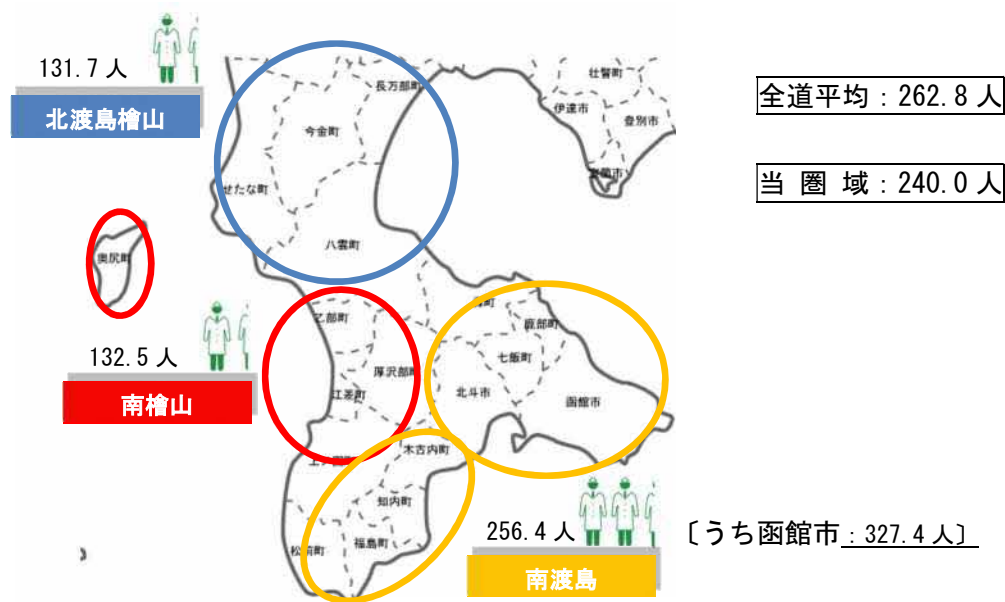 131.7 人
北渡島檜山
長万部町
今金町
せたな町
八雲町
壮瞥町
伊達市
登別市
室蘭市
全道平均：262.8 人
当 圏 域：240.0 人
奥尻町
132.5 人
南檜山
乙部町
厚沢部町
江差町
鹿部町
七飯町
北斗市
函館市
木古内町
知内町
福島町
松前町
256.4 人
南渡島
〔うち函館市：327.4 人〕